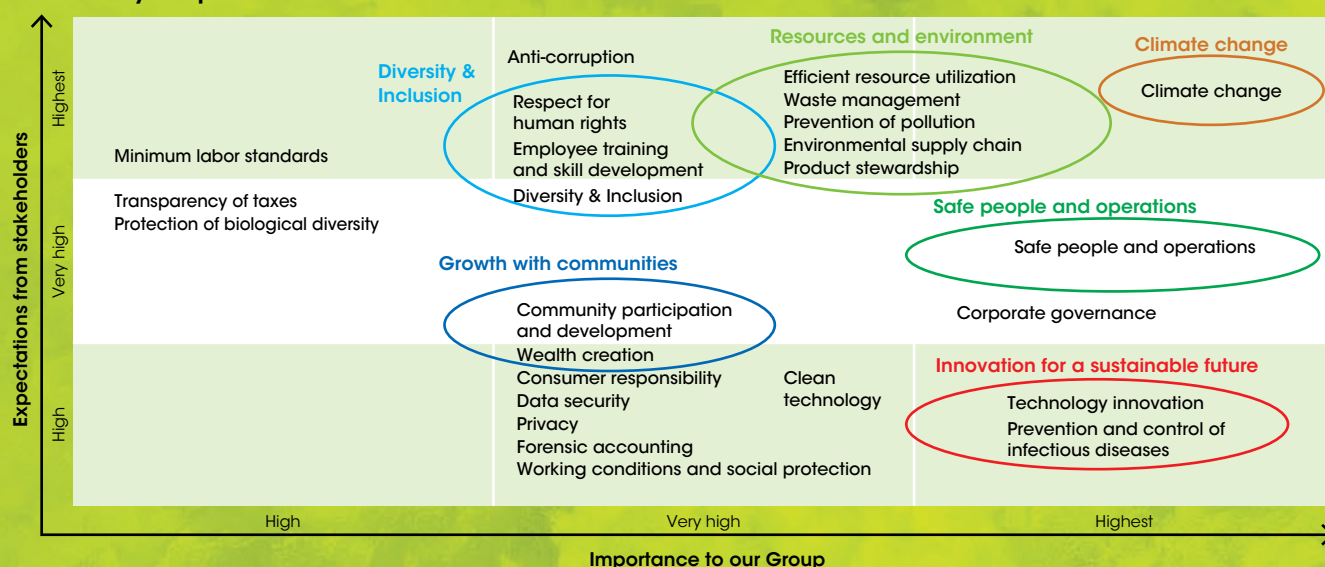 Expectations from stakeholders
Highest
Very high
High
Diversity &
Inclusion
Anti-corruption
Respect for
human rights
Employee training
and skill development
Diversity & Inclusion
Resources and environment
Efficient resource utilization
Waste management
Prevention of pollution
Environmental supply chain
Product stewardship
Climate change
Climate change
Minimum labor standards
Transparency of taxes
Protection of biological diversity
Safe people and operations
Safe people and operations
Growth with communities
Community participation
and development
Wealth creation
Corporate governance
Consumer responsibility
Data security
Privacy
Forensic accounting
Working conditions and social protection
Clean
technology
Innovation for a sustainable future
Technology innovation
Prevention and control of
infectious diseases
High
Very high
Highest
Importance to our Group